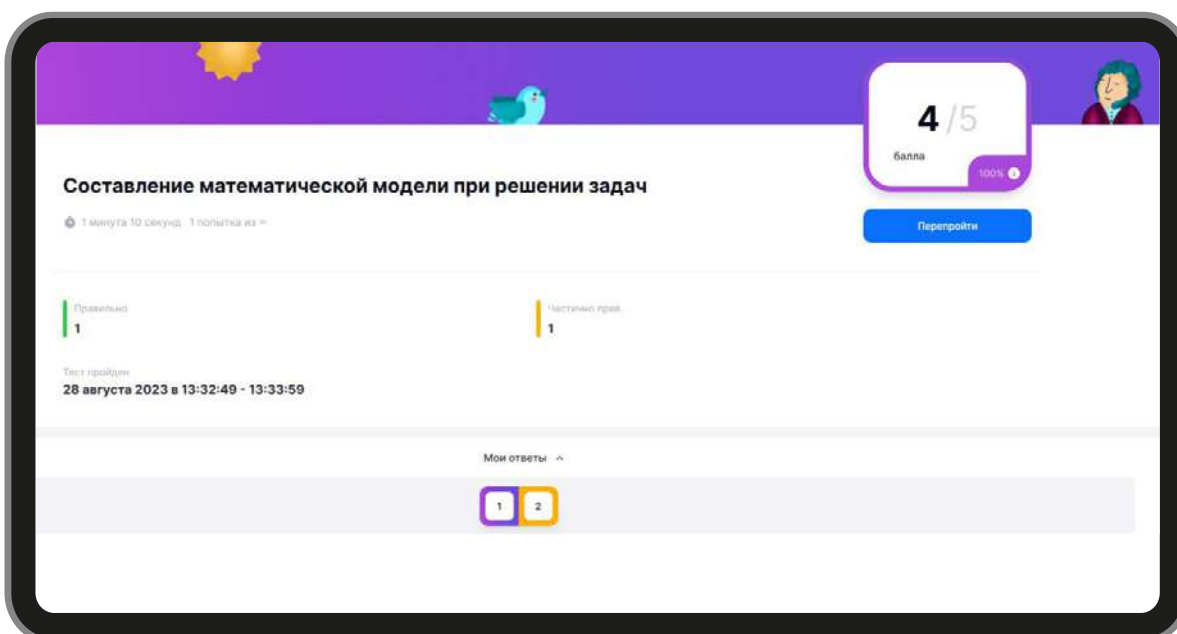 4 /5
балла
100%
Составление математической модели при решении задач
1 минута 10 секунд 1 попытка из ∞
Перепройти
Правильно
1
Частично прав...
1
Тест пройден
28 августа 2023 в 13:32:49 - 13:33:59
Мои ответы
1 2